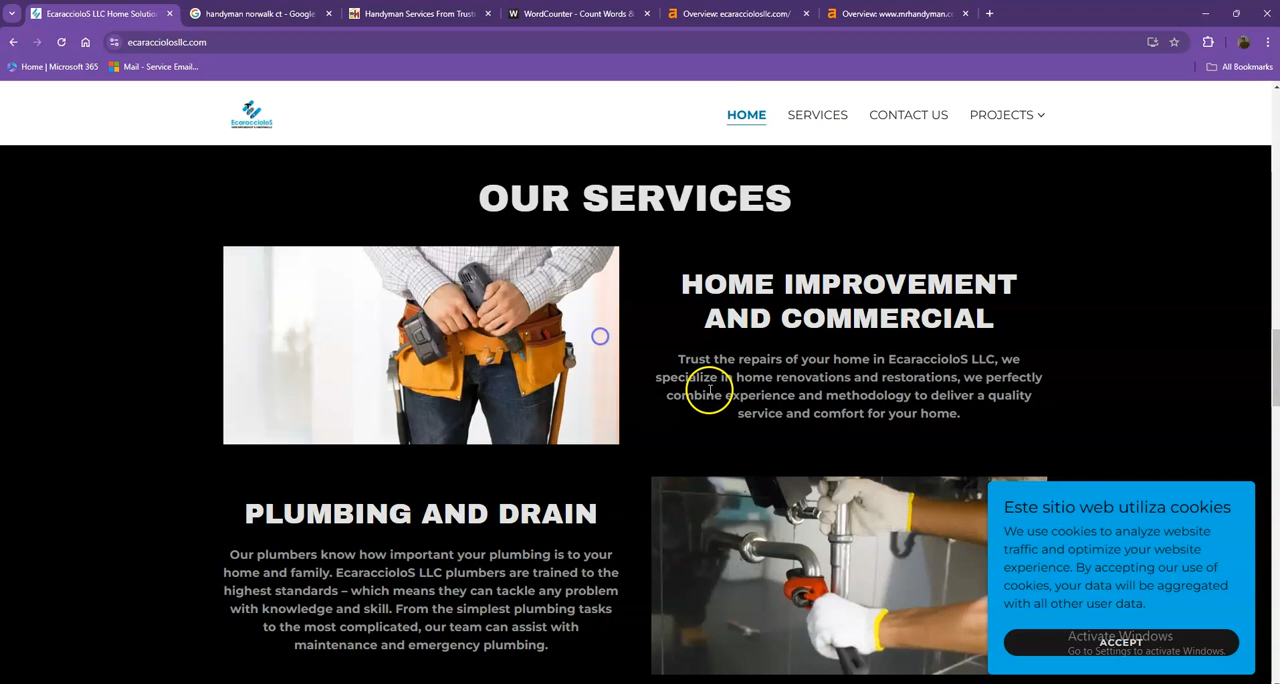 EcaraccioloS LLC Home Solutio
handyman norwalk ct - Google
Handyman Services From Trust
WordCounter - Count Words &
Overview: ecaracciolosllc.com/
Overview: www.mrhandyman.c
ecaracciolosllc.com
Home | Microsoft 365
Mail - Service Email...
All Bookmarks
EcaraccioloS
HOME
SERVICES
CONTACT US
PROJECTS
OUR SERVICES
HOME IMPROVEMENT
AND COMMERCIAL
Trust the repairs of your home in EcaraccioloS LLC, we
specialize in home renovations and restorations, we perfectly
combine experience and methodology to deliver a quality
service and comfort for your home.
PLUMBING AND DRAIN
Our plumbers know how important your plumbing is to your
home and family. EcaraccioloS LLC plumbers are trained to the
highest standards – which means they can tackle any problem
with knowledge and skill. From the simplest plumbing tasks
to the most complicated, our team can assist with
maintenance and emergency plumbing.
Este sitio web utiliza cookies
We use cookies to analyze website
traffic and optimize your website
experience. By accepting our use of
cookies, your data will be aggregated
with all other user data.
ACCEPT
Activate Windows
Go to Settings to activate Windows.